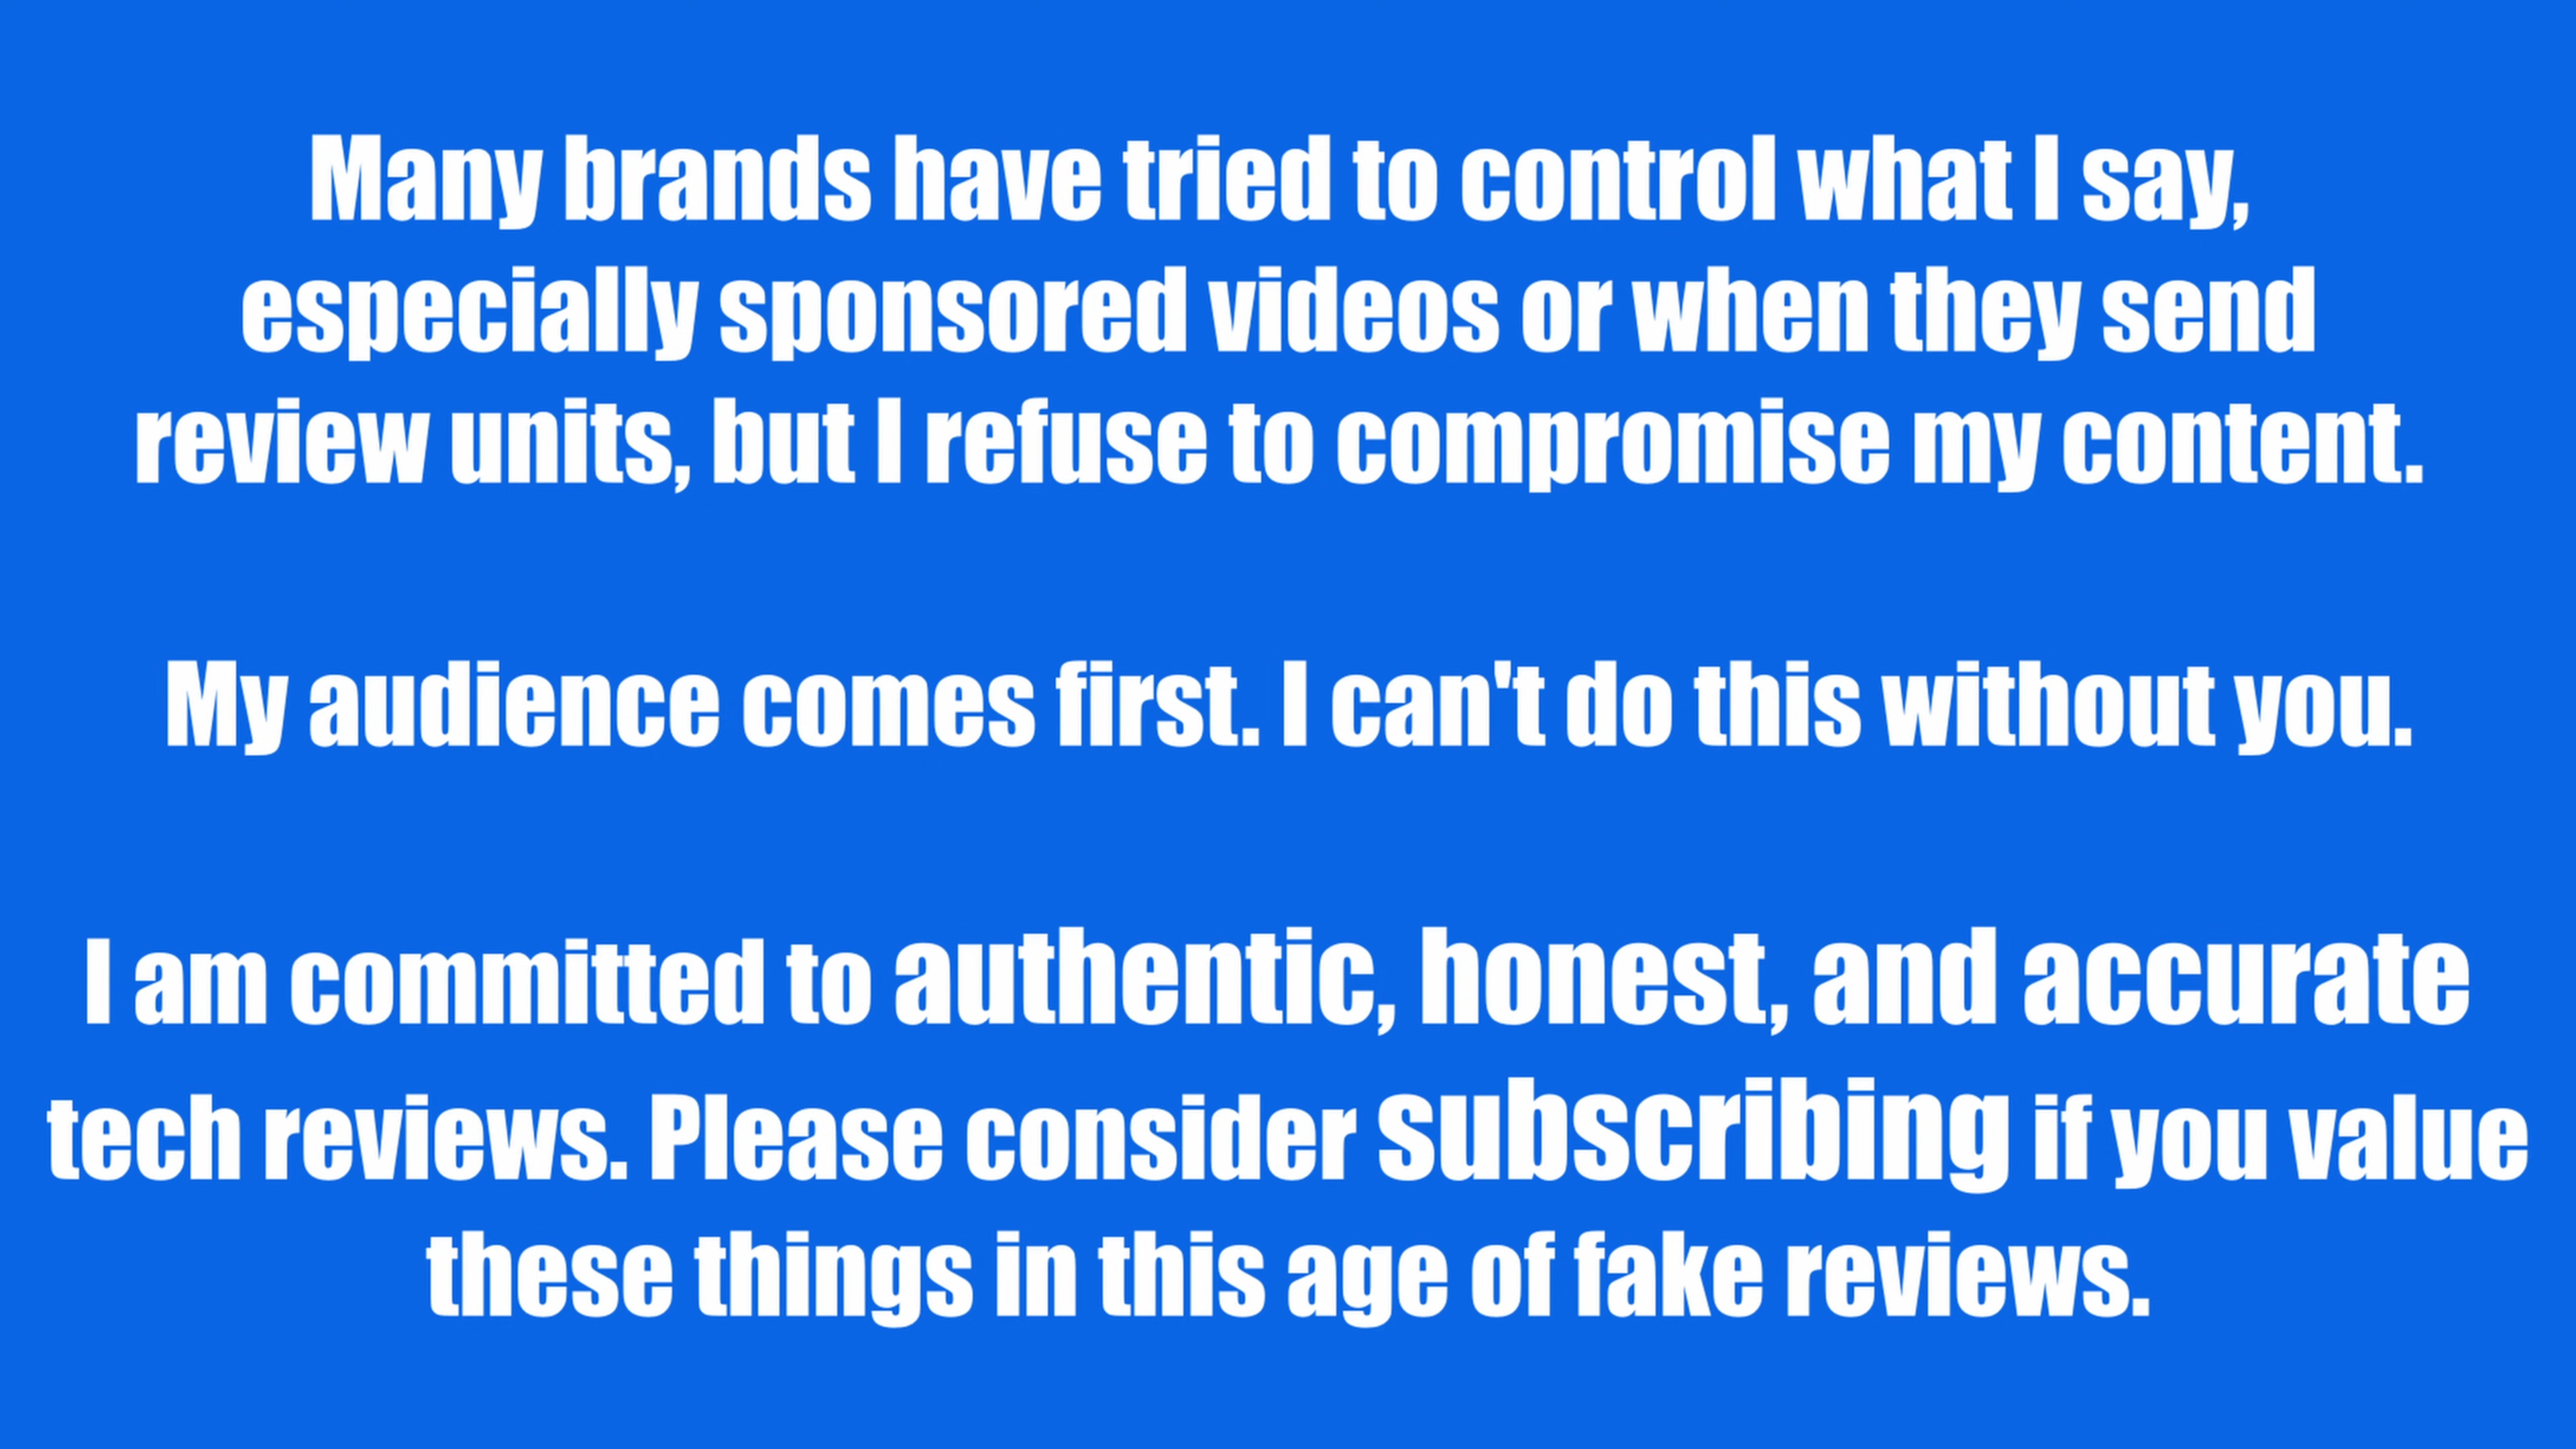 Many brands have tried to control what I say,
especially sponsored videos or when they send
review units, but I refuse to compromise my content.
My audience comes first. I can't do this without you.
I am committed to authentic, honest, and accurate
tech reviews. Please consider subscribing if you value
these things in this age of fake reviews.